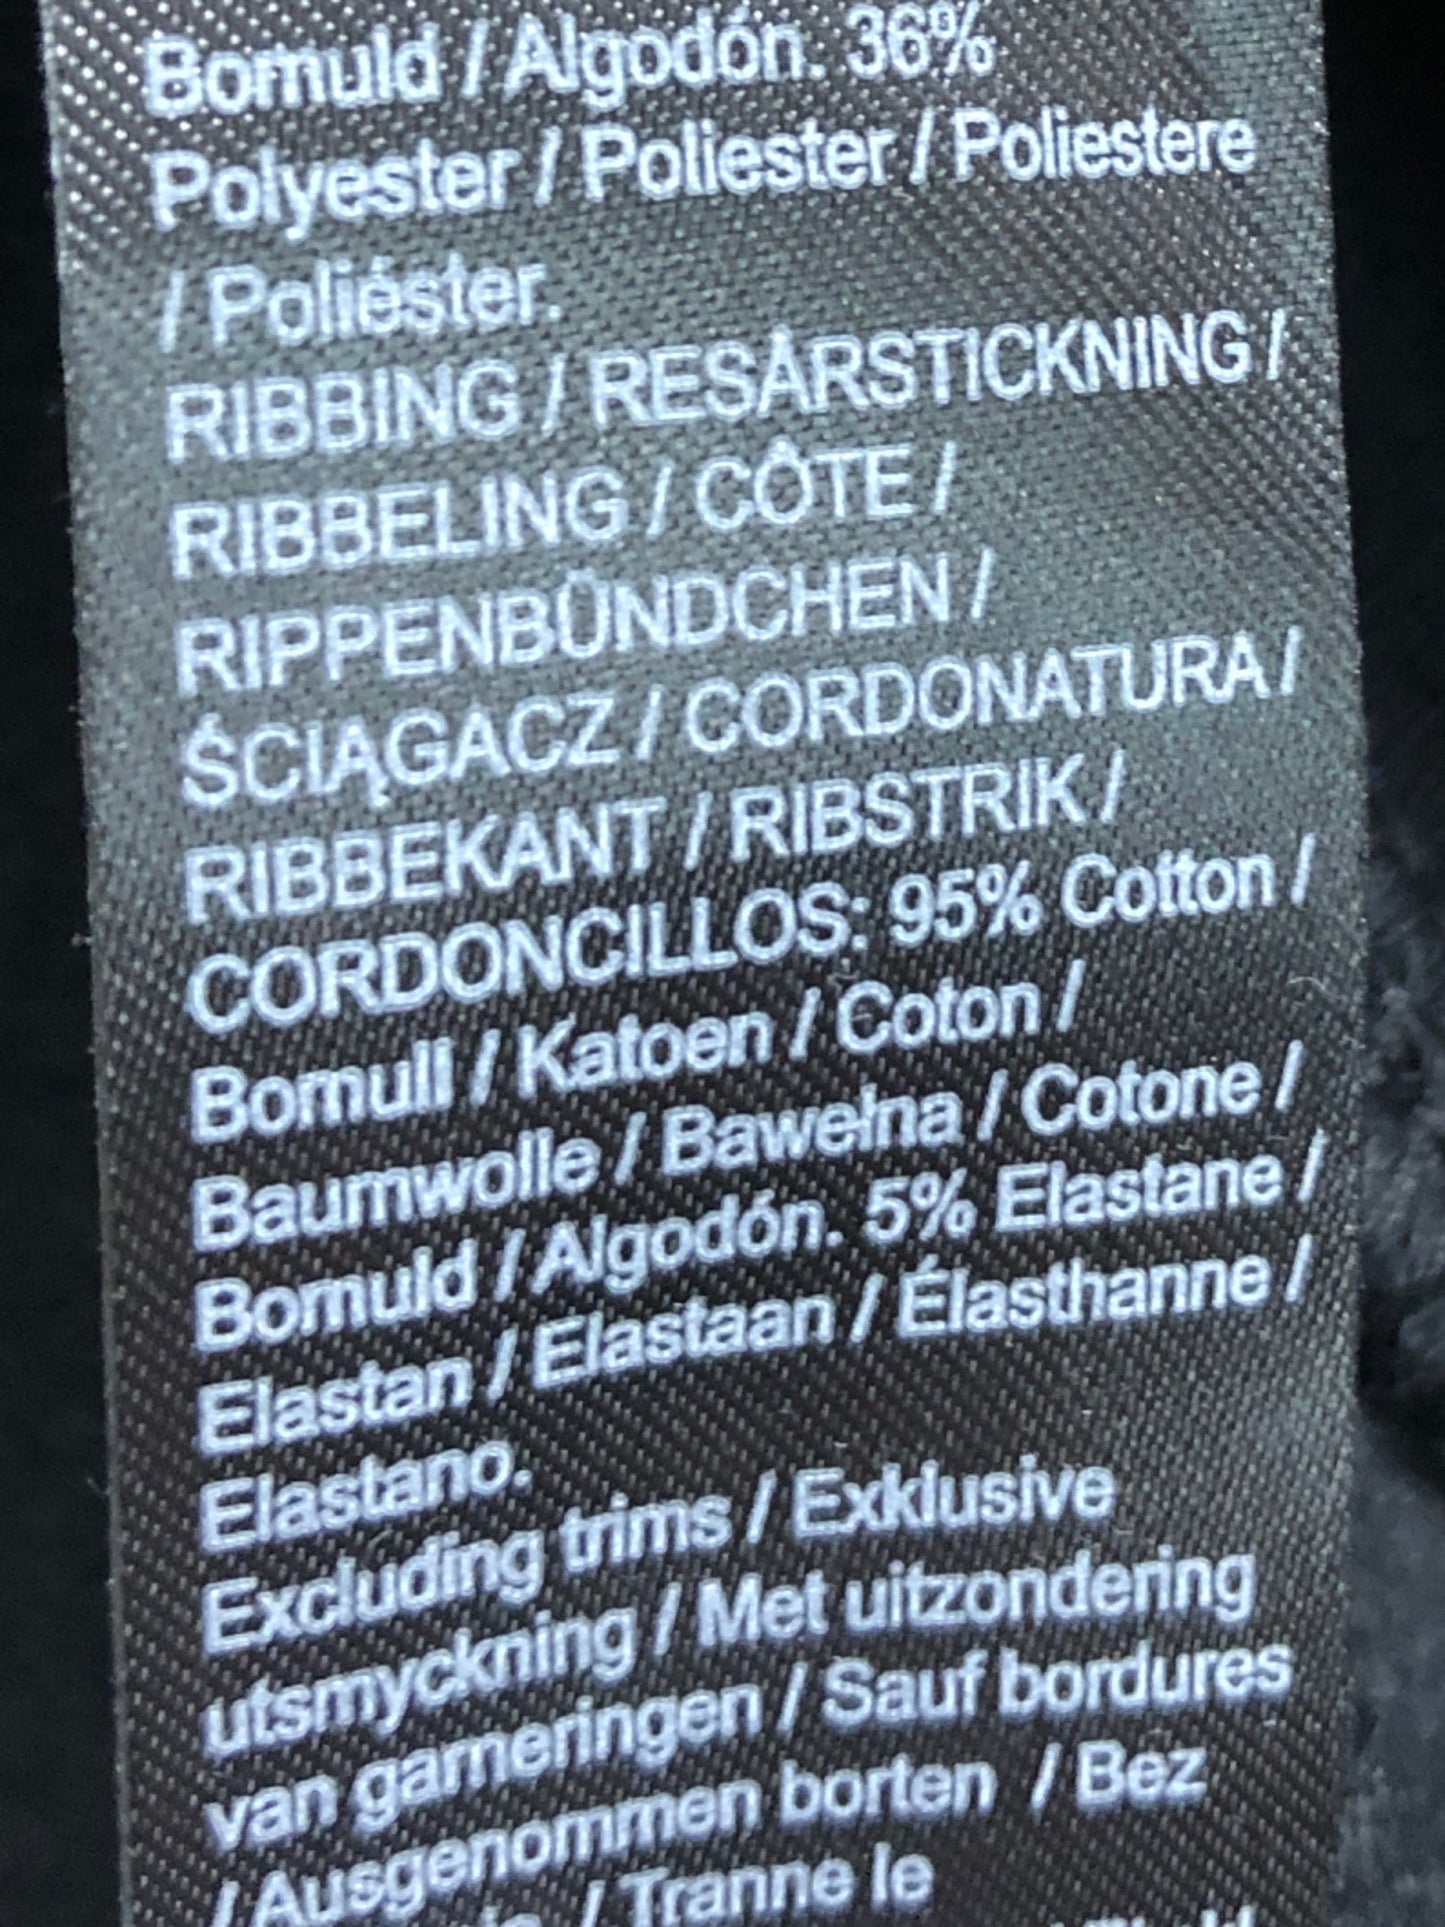 Bomuld / Algodón. 36%
Polyester / Poliester / Poliestere
/ Poliéster.
RIBBING / RESÅRSTICKNING /
RIBBELING / CÔTE /
RIPPENBÜNDCHEN /
ŚCIĄGACZ / CORDONATURA /
RIBBEKANT / RIBSTRIK /
CORDONCILLOS: 95% Cotton /
Bomull / Katoen / Coton /
Baumwolle / Bawełna / Cotone /
Bomuld / Algodón. 5% Elastane /
Elastan / Elastaan / Élasthanne /
Elastano.
Excluding trims / Exklusive
utsmyckning / Met uitzondering
van garneringen / Sauf bordures
/ Ausgenommen borten / Bez
/ Tranne le